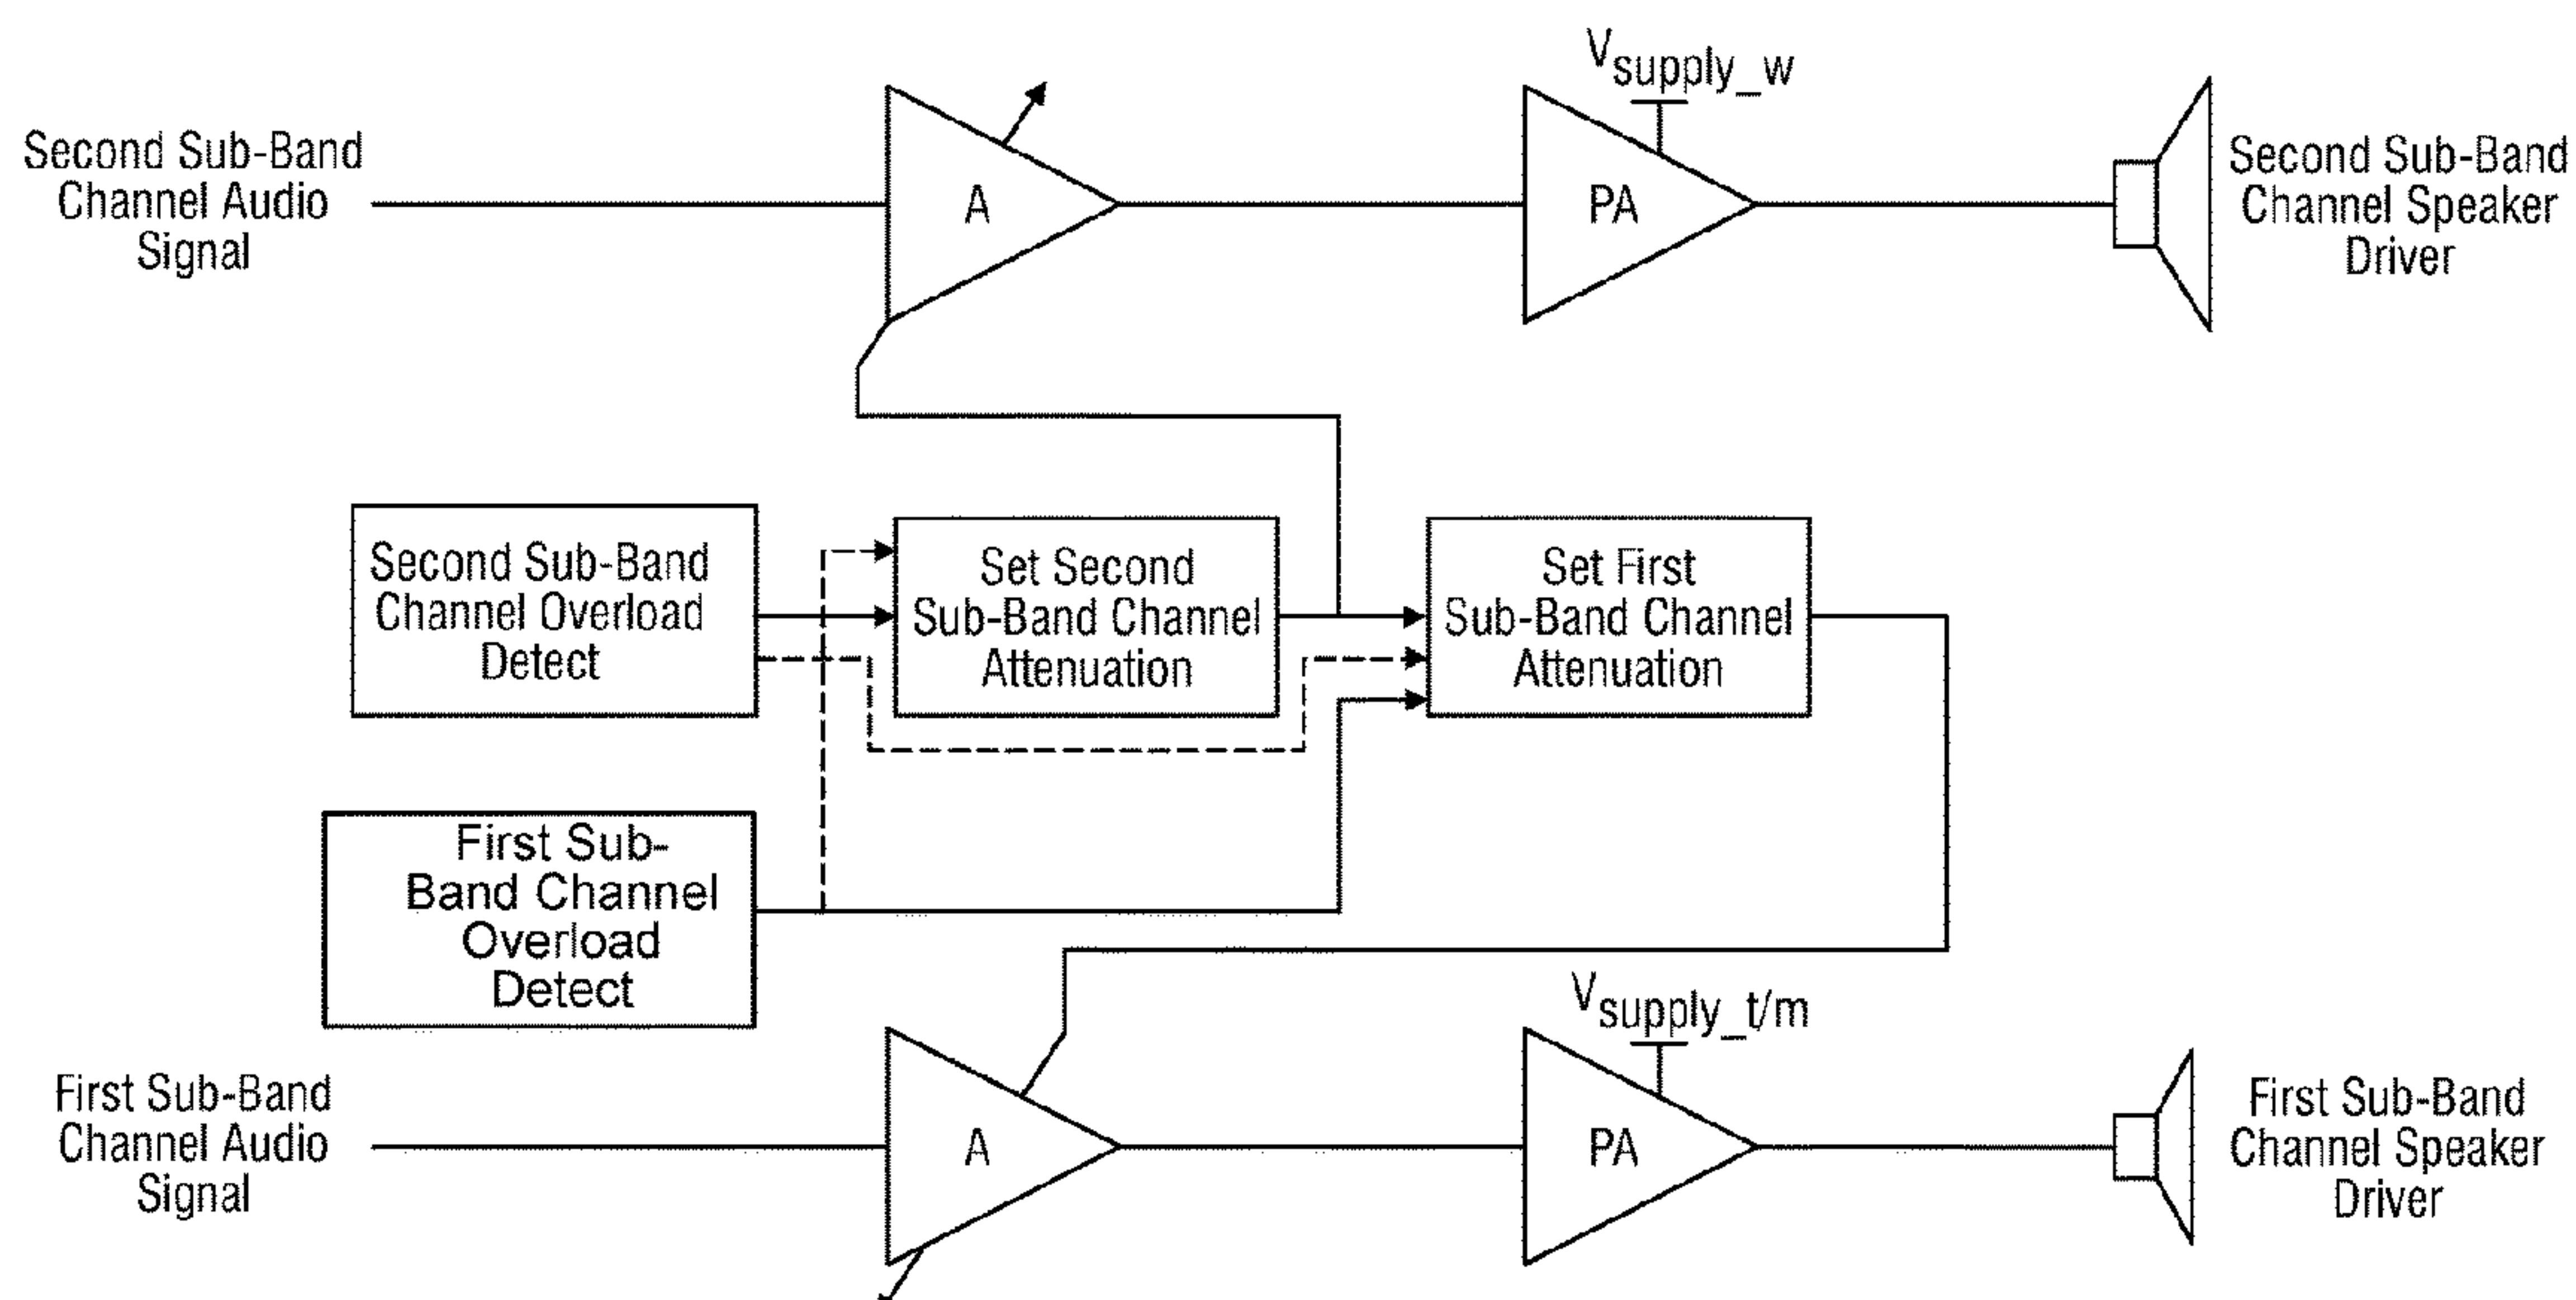 Second Sub-Band
Channel Audio
Signal
A
V supply_w
PA
Second Sub-Band
Channel Speaker
Driver
Second Sub-Band
Channel Overload
Detect
Set Second
Sub-Band Channel
Attenuation
Set First
Sub-Band Channel
Attenuation
First Sub-
Band Channel
Overload
Detect
First Sub-Band
Channel Audio
Signal
A
V supply_t/m
PA
First Sub-Band
Channel Speaker
Driver